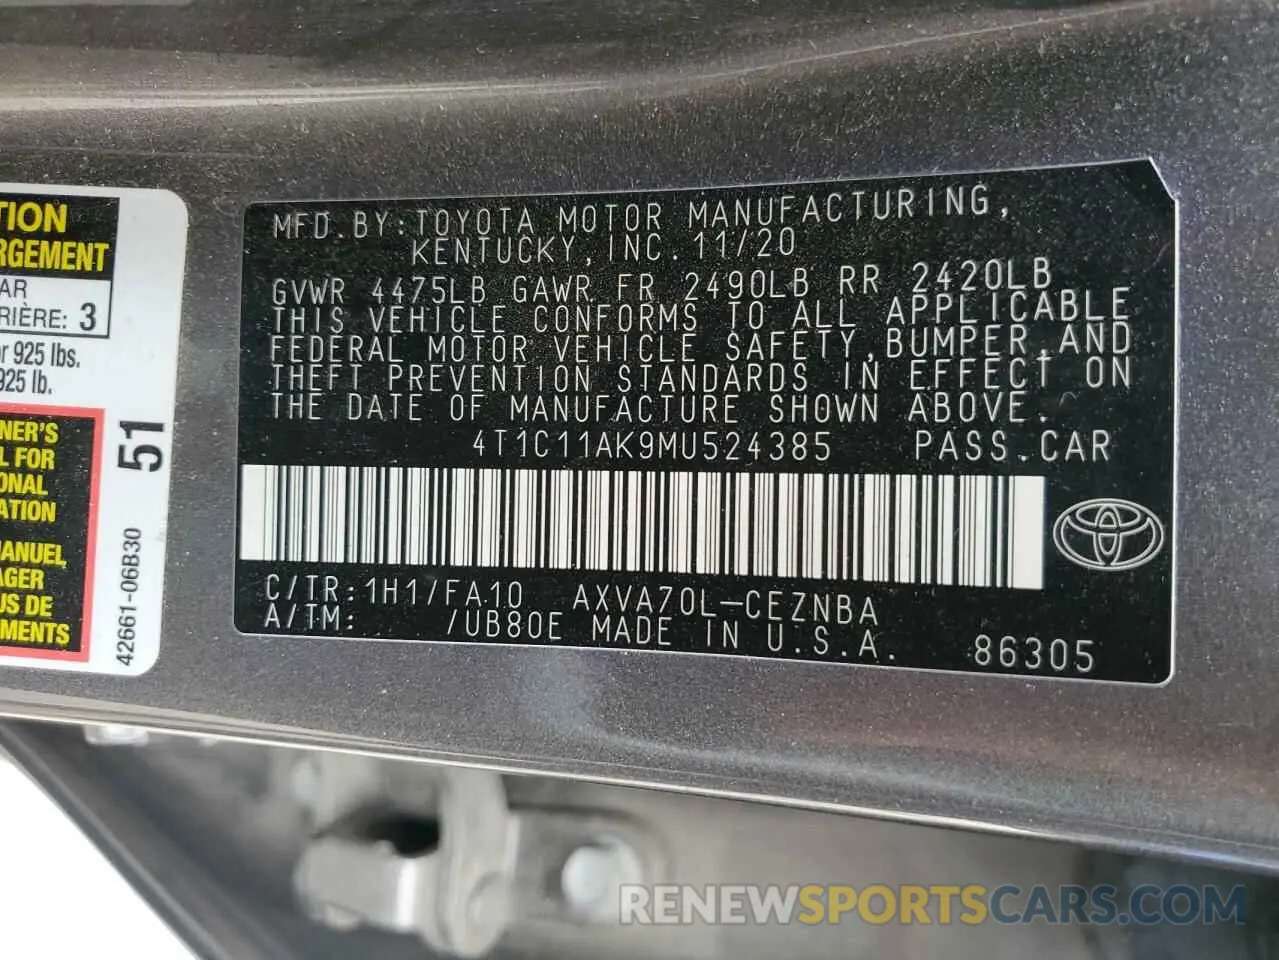 TION
RGEMENT
AR
RIÈRE: 3
or 925 lbs.
925 lb.
NER'S
L FOR
ONAL
ATION
MANUEL
AGER
US DE
MENTS
51
42661-06B30
MFD.BY:TOYOTA MOTOR MANUFACTURING,
KENTUCKY,INC. 11/20
GVWR 4475LB GAWR FR 2490LB RR 2420LB
THIS VEHICLE CONFORMS TO ALL APPLICABLE
FEDERAL MOTOR VEHICLE SAFETY,BUMPER,AND
THEFT PREVENTION STANDARDS IN EFFECT ON
THE DATE OF MANUFACTURE SHOWN ABOVE.
4T1C11AK9MU524385 PASS.CAR
C/TR:1H1/FA10 AXVA70L-CEZNBA
A/TM: /UB80E MADE IN U.S.A. 86305
RENEWSPORTSCARS.COM